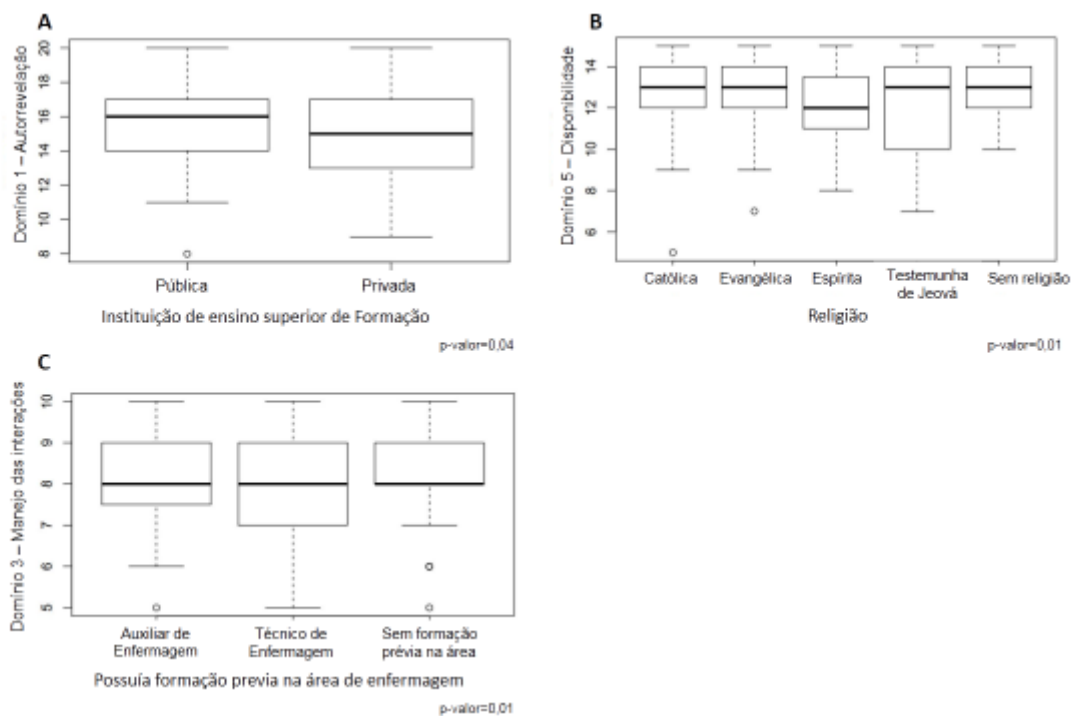 A
Domínio 1 – Autorrevelação
20
18
16
14
12
10
8
Pública
Privada
Instituição de ensino superior de Formação
p-valor=0,04
B
Domínio 5 – Disponibilidade
14
12
10
8
6
Católica
Evangélica
Espírita
Testemunha
de Jeová
Sem religião
Religião
p-valor=0,01
C
Domínio 3 – Manejo das interações
10
9
8
7
6
5
Auxiliar de
Enfermagem
Técnico de
Enfermagem
Sem formação
prévia na área
Possuía formação previa na área de enfermagem
p-valor=0,01